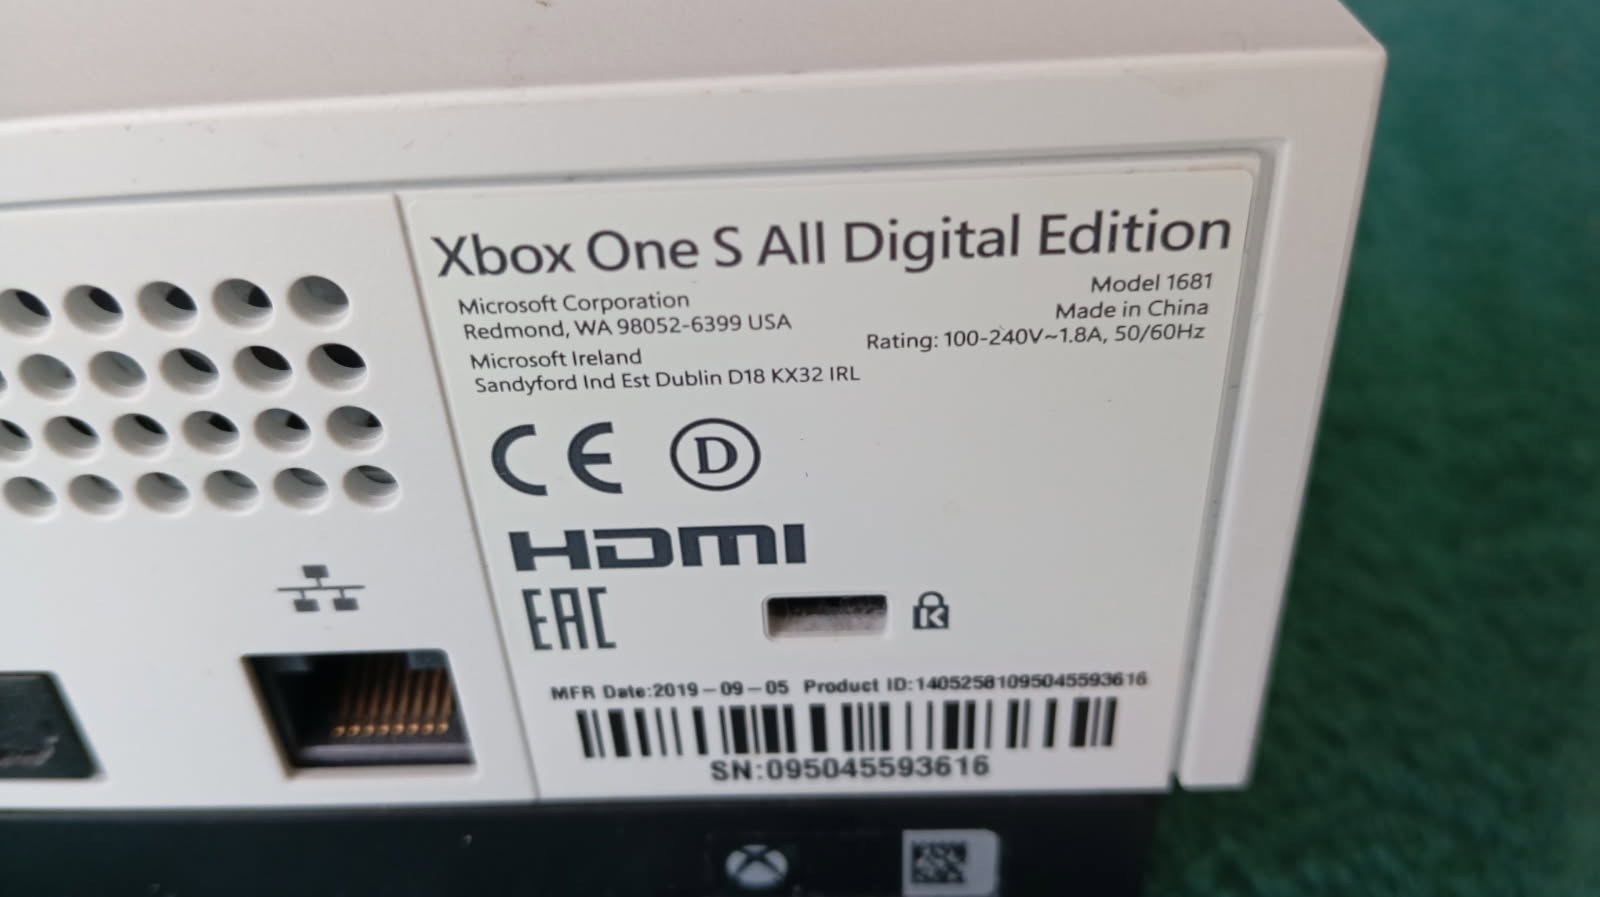 Xbox One S All Digital Edition
Microsoft Corporation
Redmond, WA 98052-6399 USA
Microsoft Ireland
Sandyford Ind Est Dublin D18 KX32 IRL
Model 1681
Made in China
Rating: 100-240V~1.8A, 50/60Hz
CE D
HDMI
EAC
K
MFR Date:2019-09-05 Product ID:1405258109504559 3616
SN:095045593616